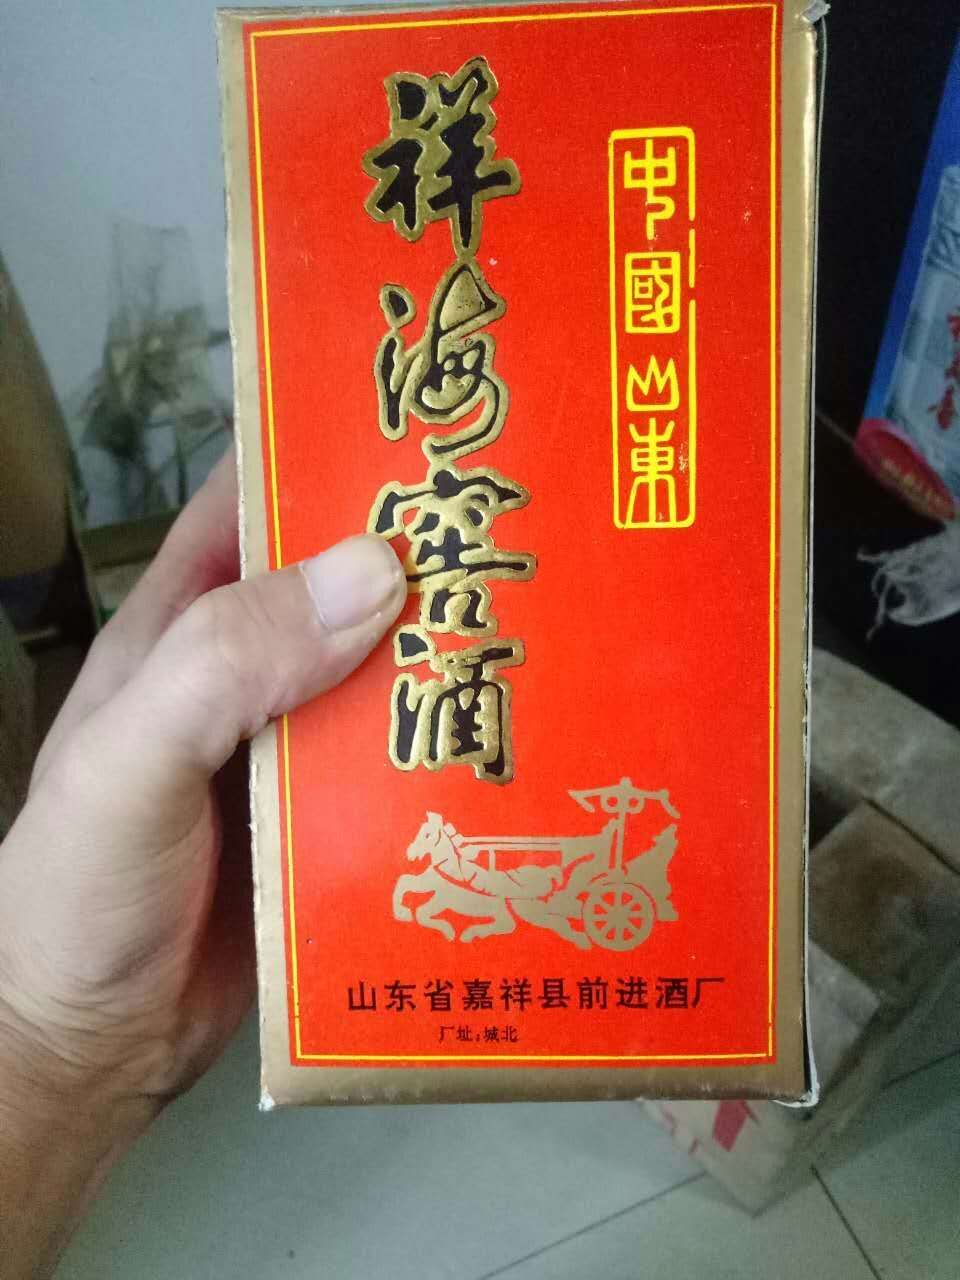 祥海窖酒
中國山東
山东省嘉祥县前进酒厂
厂址:城北